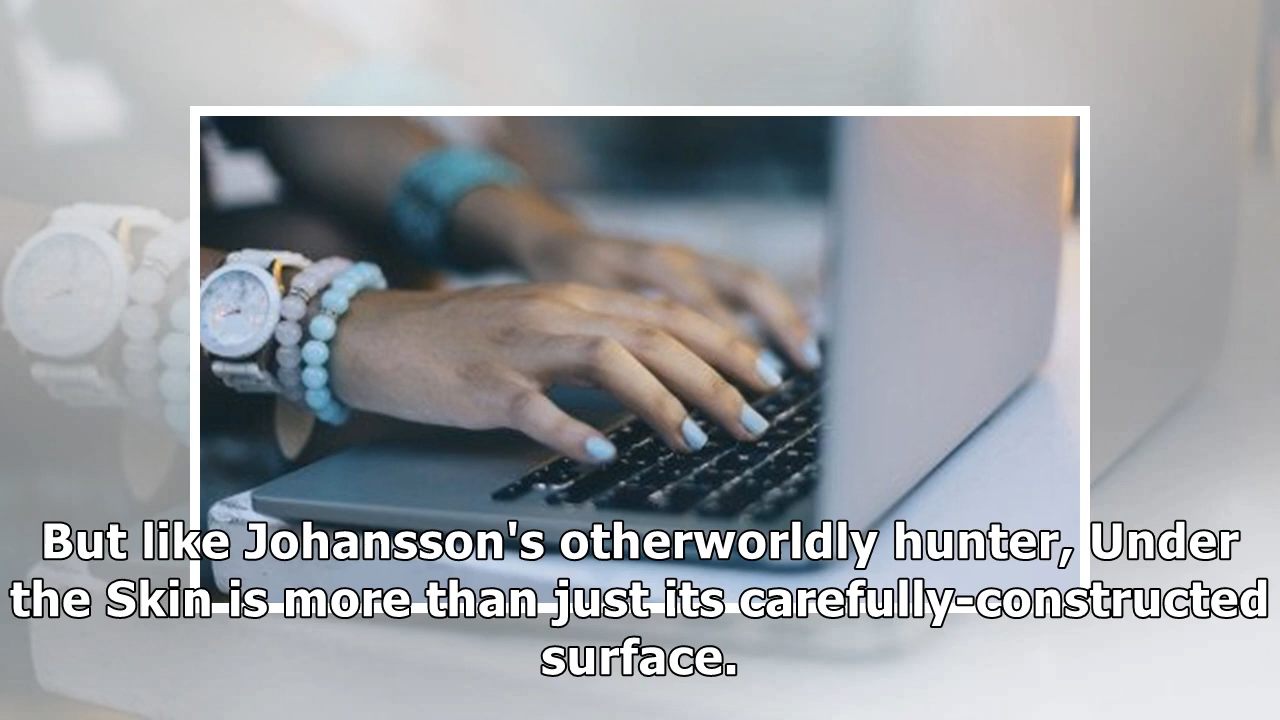 But like Johansson's otherworldly hunter, Under
the Skin is more than just its carefully-constructed
surface.